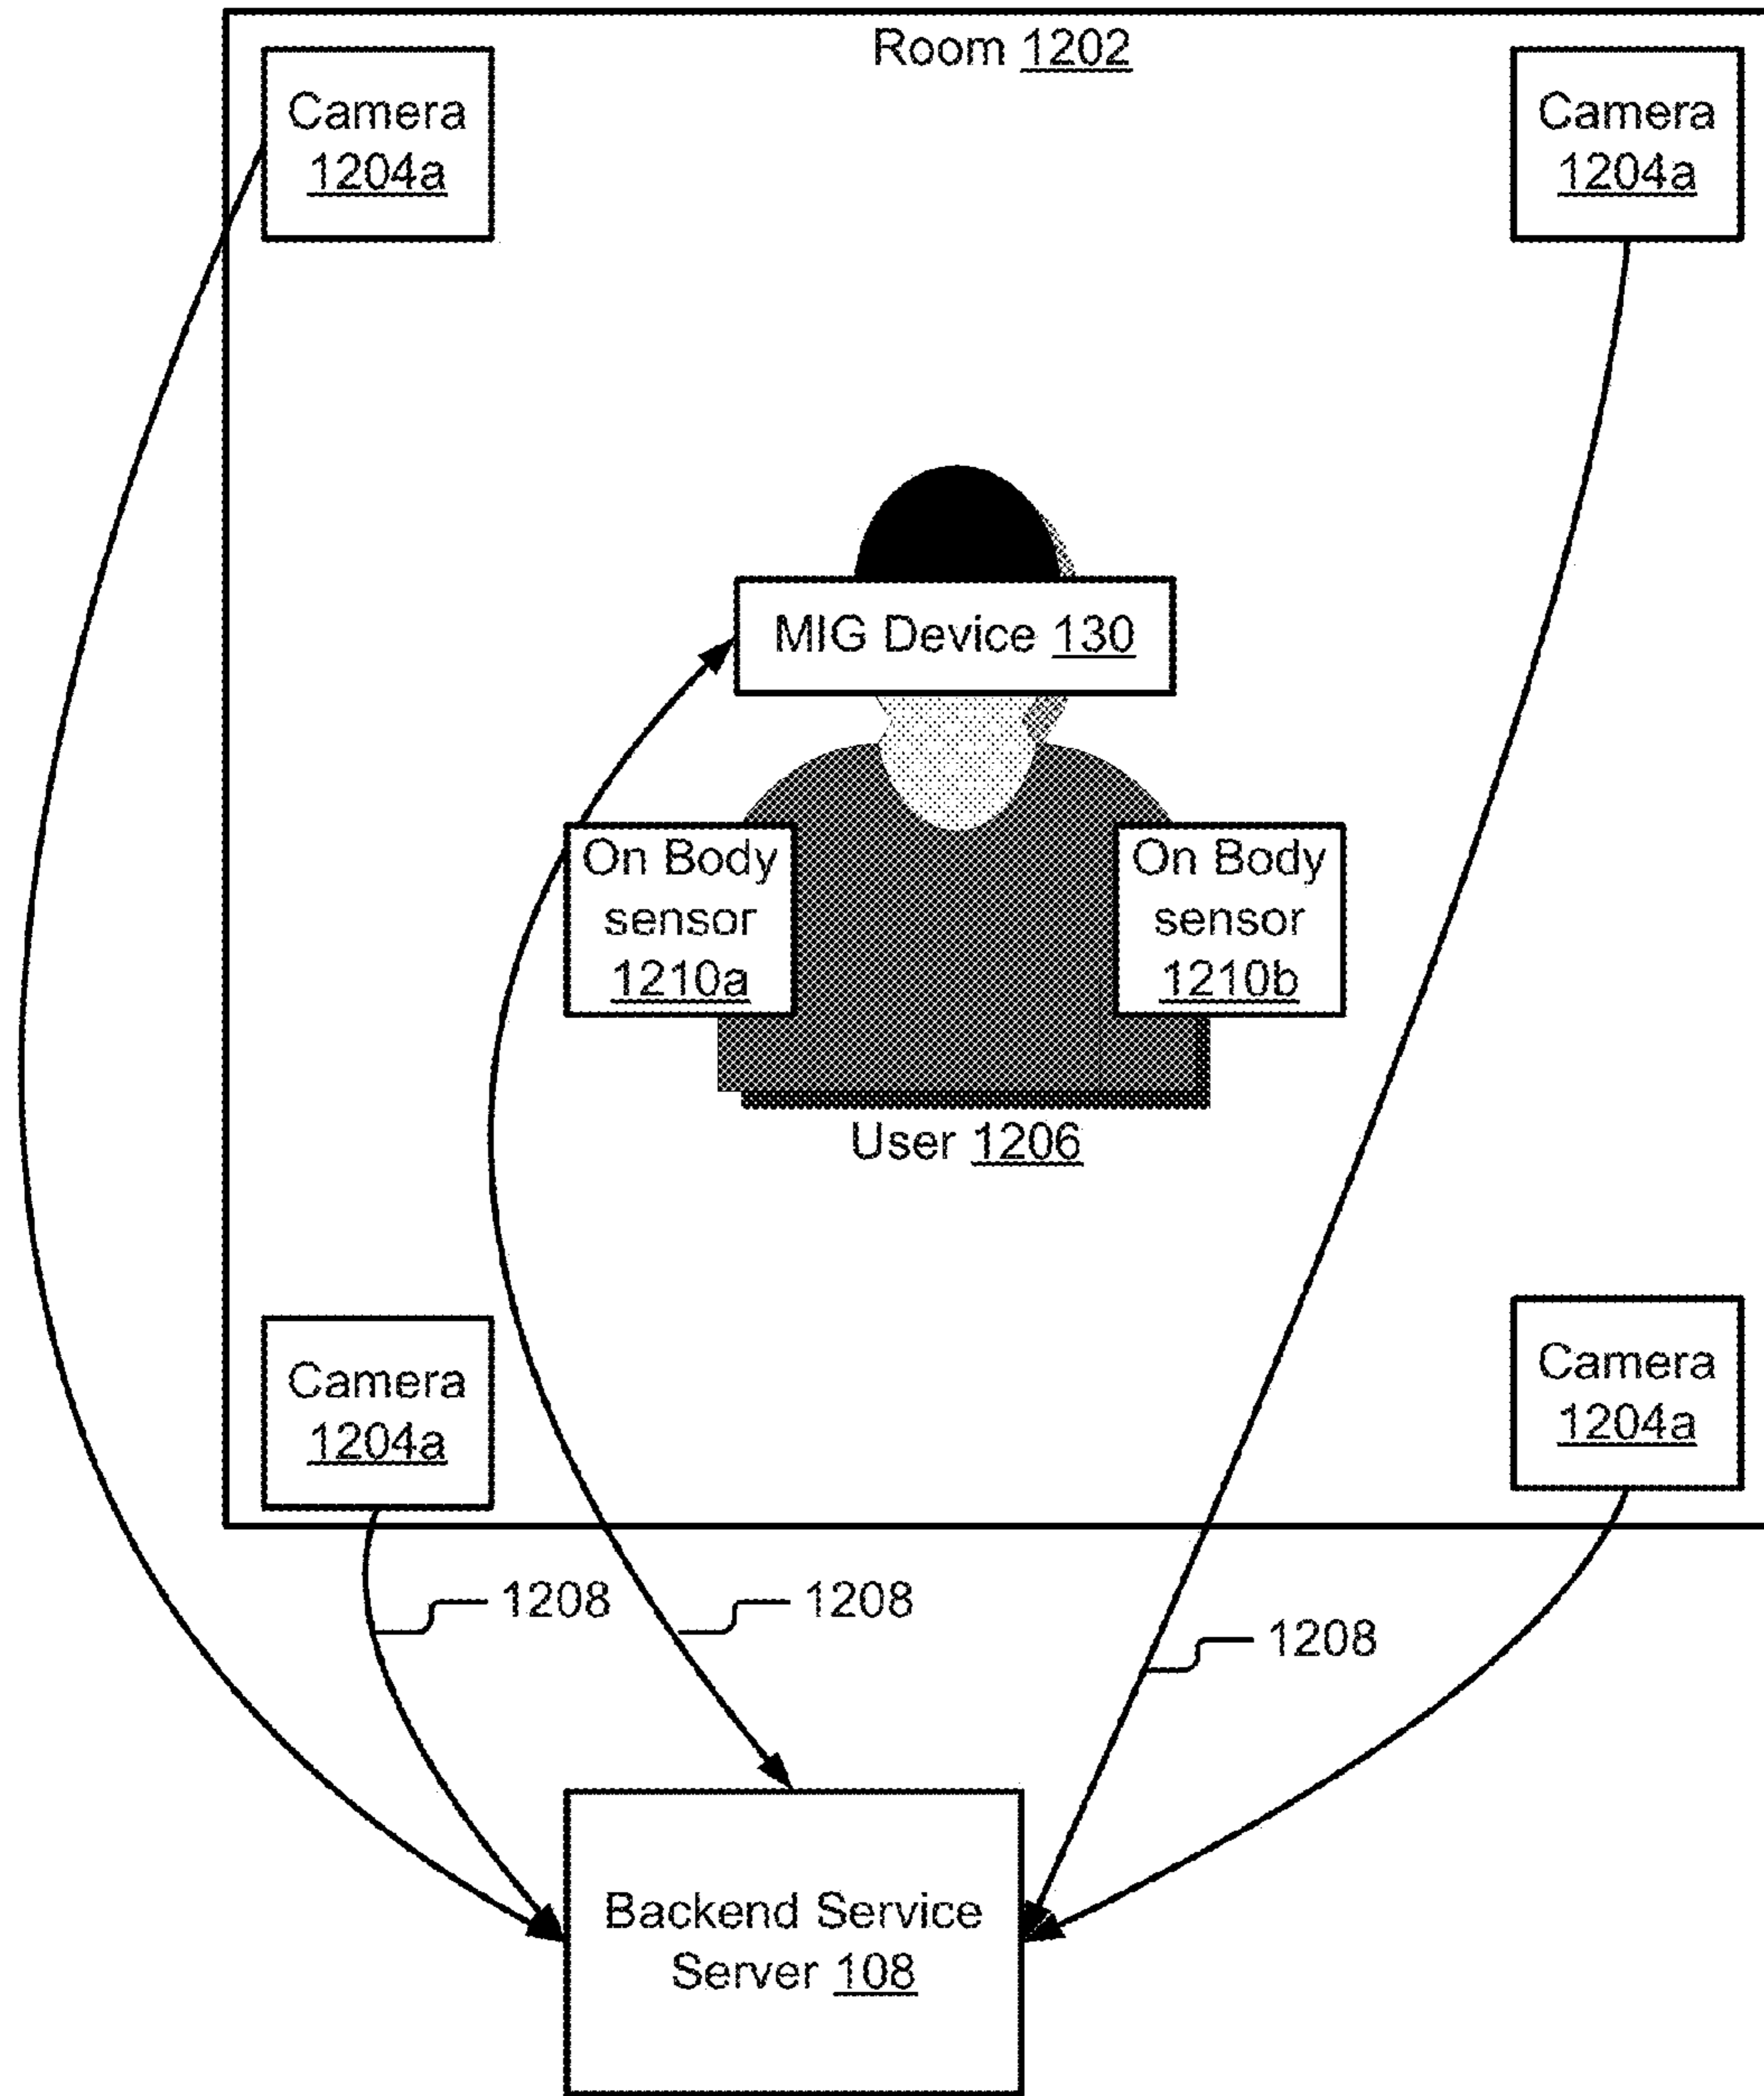 Room 1202
Camera
1204a
Camera
1204a
MIG Device 130
On Body
sensor
1210a
On Body
sensor
1210b
User 1206
Camera
1204a
Camera
1204a
1208
1208
1208
Backend Service
Server 108